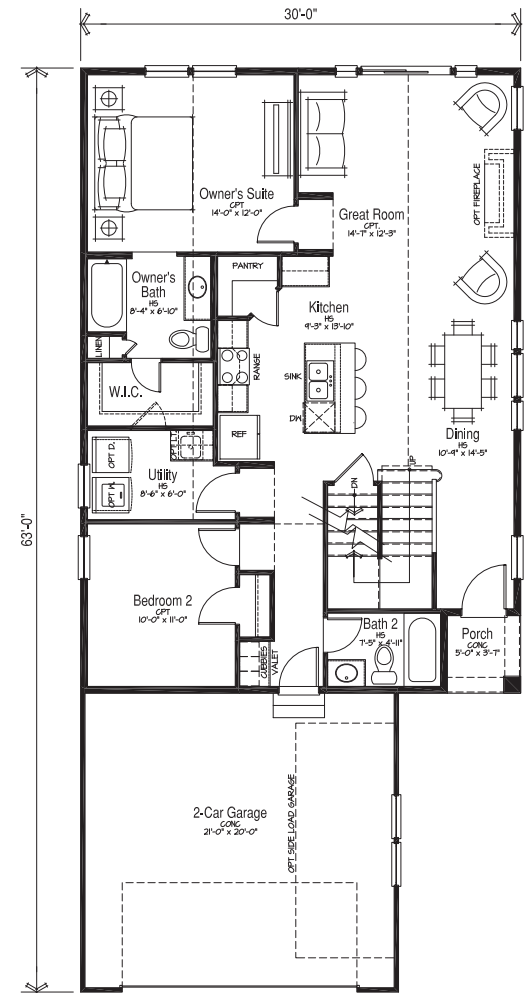 30'-0"
63'-0"
Owner's Suite
CPT
14'-0" x 12'-0"
Great Room
CPT.
14'-7" x 12'-3"
OPT FIREPLACE
PANTRY
Owner's
Bath
HS
8'-4" x 6'-10"
Kitchen
HS
9'-3" x 13'-10"
LINEN
RANGE
SINK
W.I.C.
DW
REF
Dining
HS
10'-9" x 14'-5"
OPT D.
OPT L.T.
Utility
HS
8'-6" x 6'-0"
OPT W.
UP
DN
Bedroom 2
CPT
10'-0" x 11'-0"
CUBBIES
VALET
Bath 2
HS
7'-5" x 4'-11"
Porch
CONC
5'-0" x 3'-7"
2-Car Garage
CONC
21'-0" x 20'-0"
OPT SIDE LOAD GARAGE